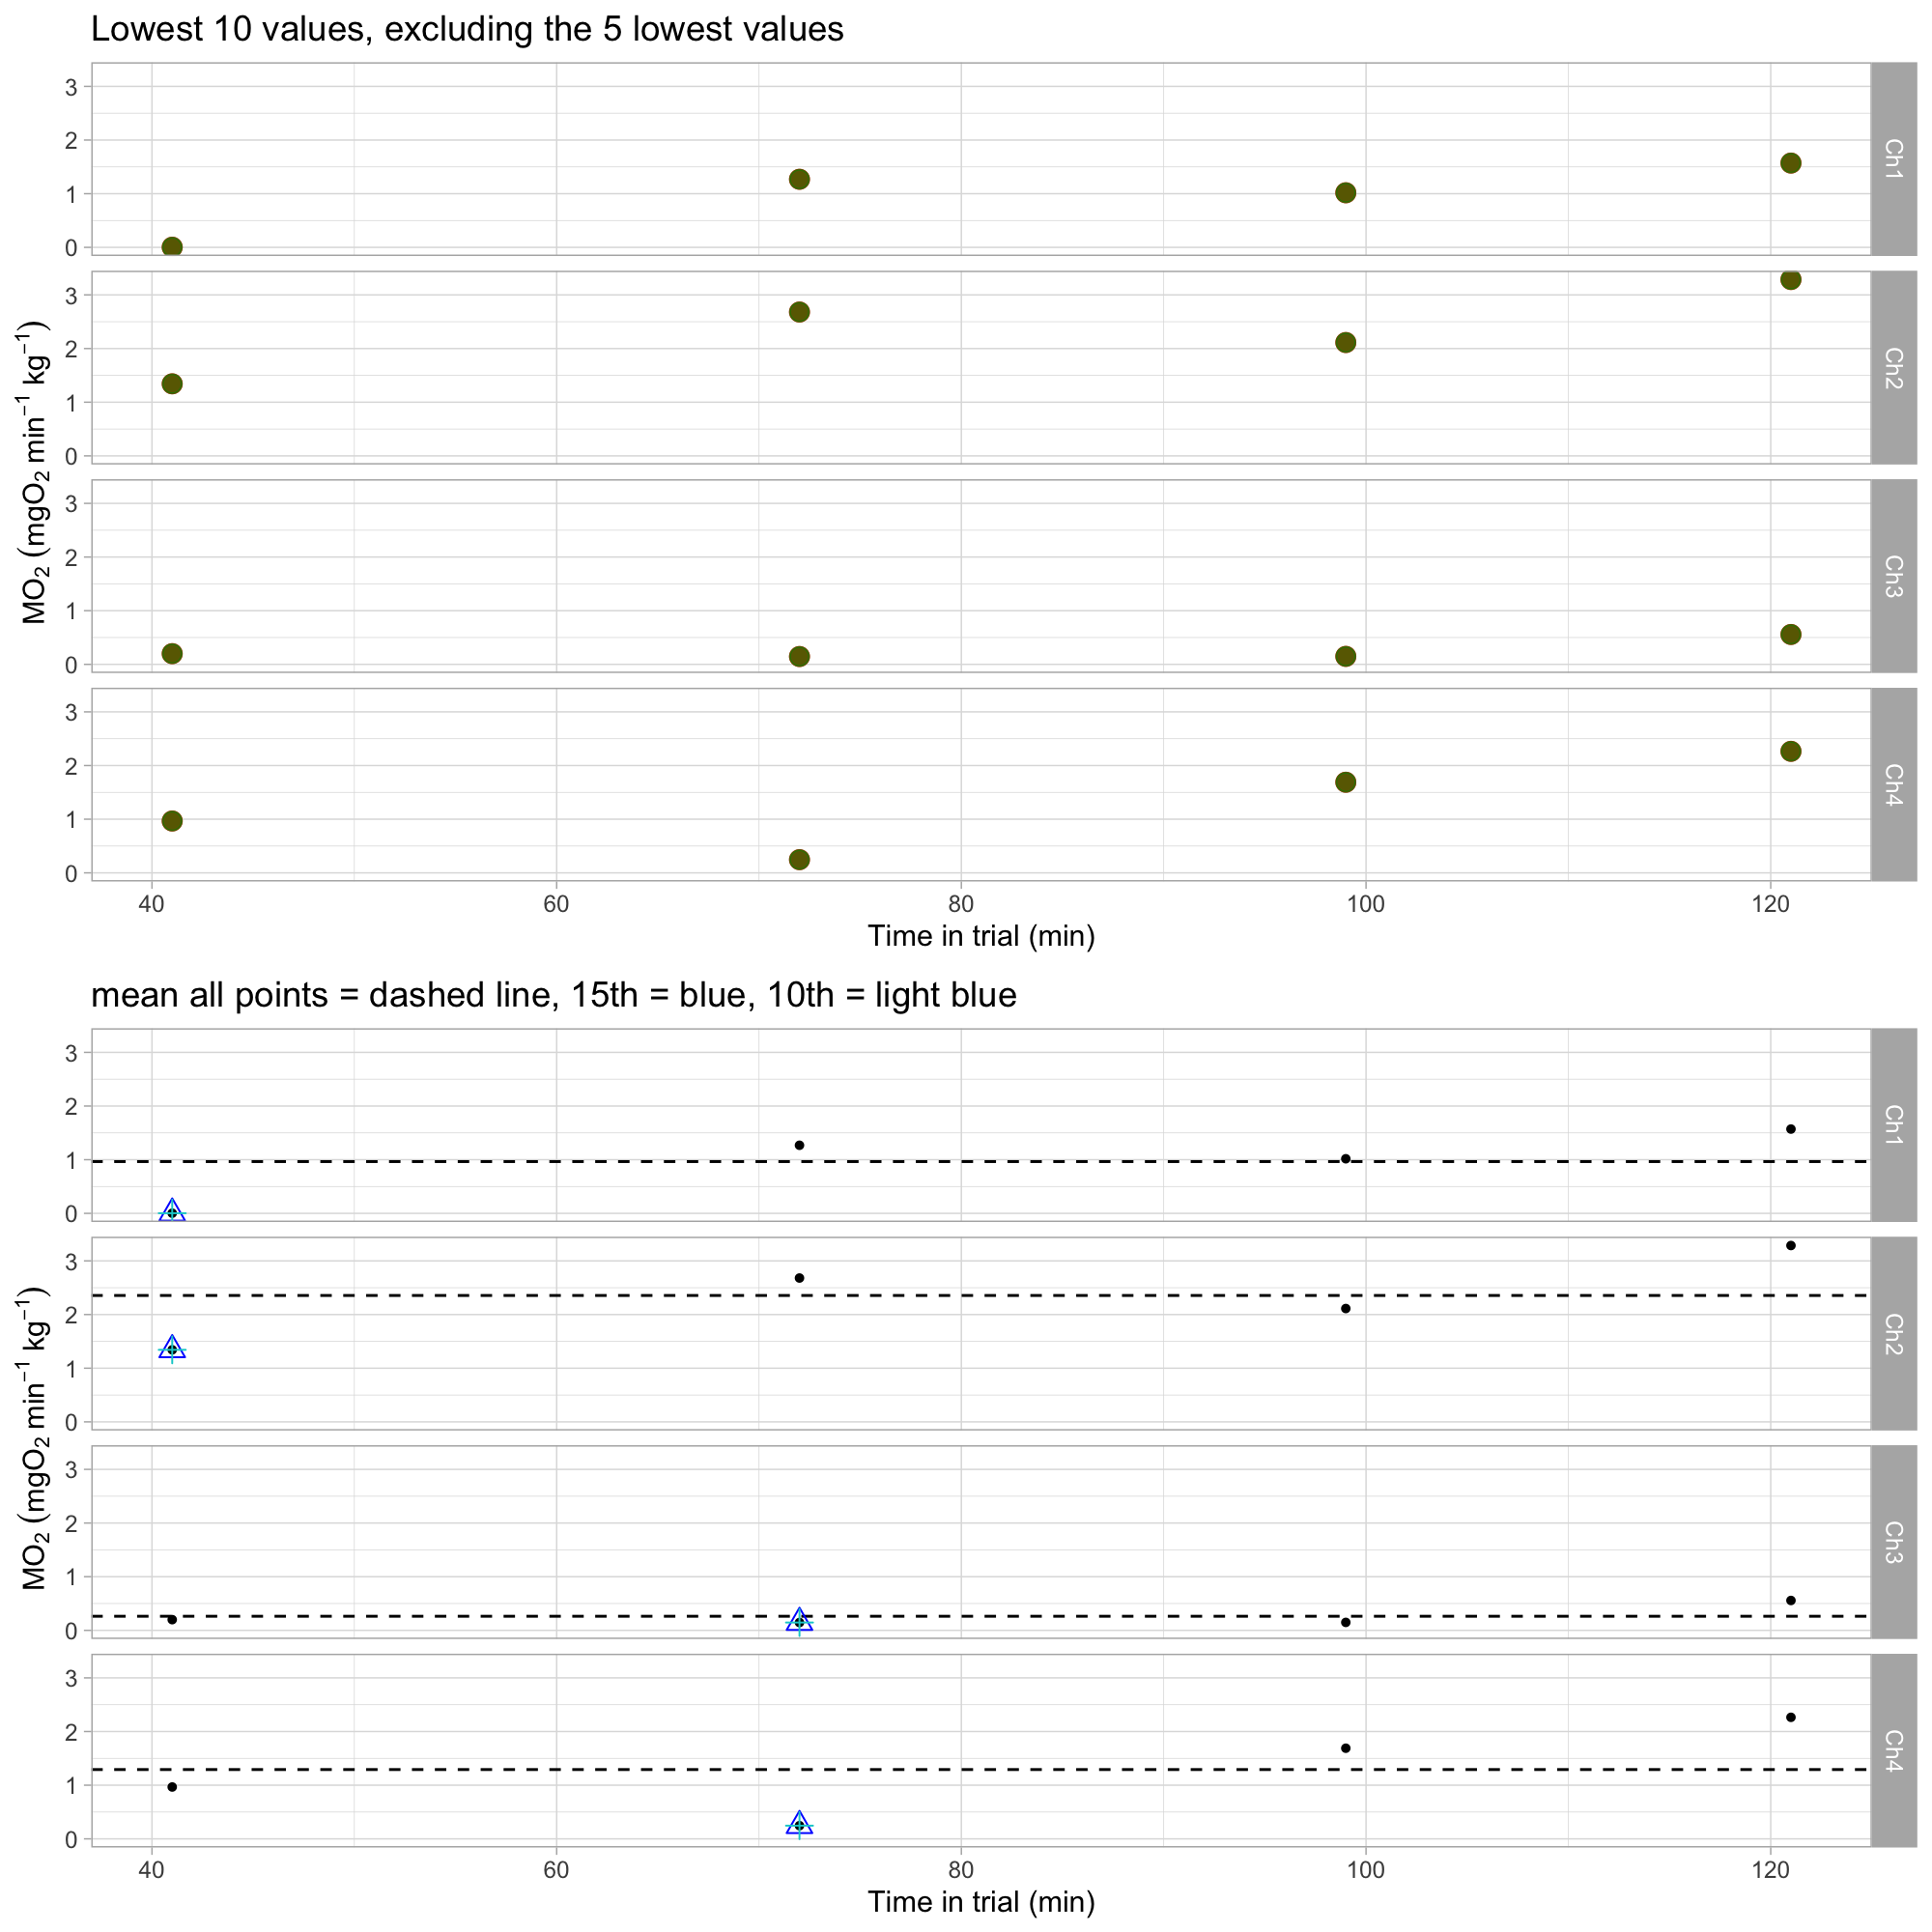 Lowest 10 values, excluding the 5 lowest values
MO₂ (mgO₂ min⁻¹ kg⁻¹)
3
2
1
0
Ch1
3
2
1
0
Ch2
3
2
1
0
Ch3
3
2
1
0
Ch4
40 60 80 100 120
Time in trial (min)
mean all points = dashed line, 15th = blue, 10th = light blue
MO₂ (mgO₂ min⁻¹ kg⁻¹)
3
2
1
0
Ch1
3
2
1
0
Ch2
3
2
1
0
Ch3
3
2
1
0
Ch4
40 60 80 100 120
Time in trial (min)